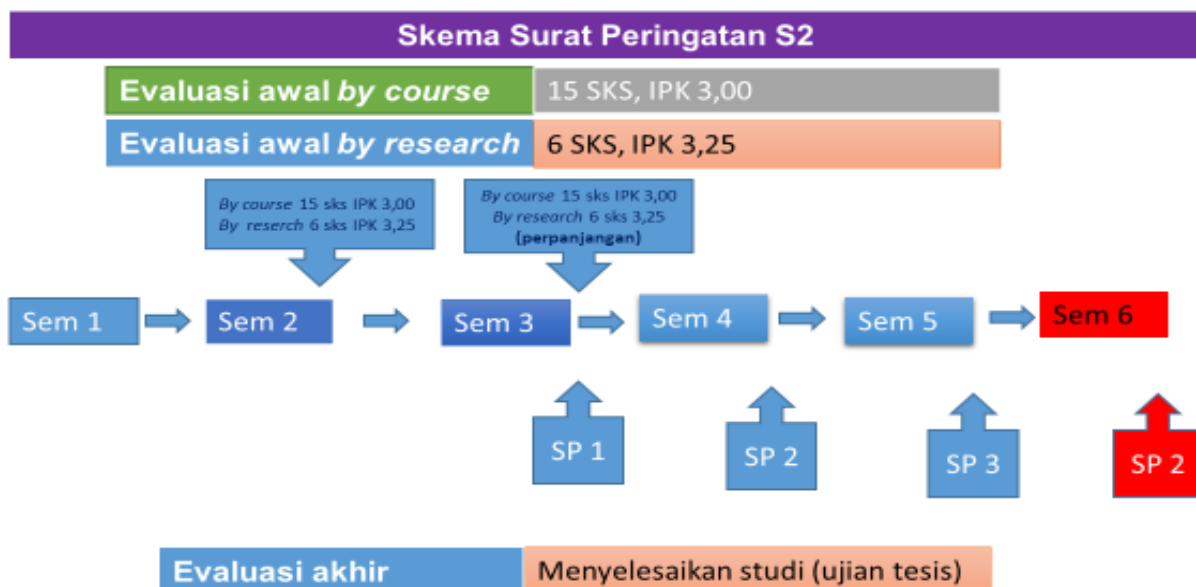 Skema Surat Peringatan S2
Evaluasi awal by course
15 SKS, IPK 3,00
Evaluasi awal by research
6 SKS, IPK 3,25
By course 15 sks IPK 3,00
By reserch 6 sks IPK 3,25
By course 15 sks IPK 3,00
By research 6 sks 3,25
(perpanjangan)
Sem 1
Sem 2
Sem 3
Sem 4
Sem 5
Sem 6
SP 1
SP 2
SP 3
SP 2
Evaluasi akhir
Menyelesaikan studi (ujian tesis)